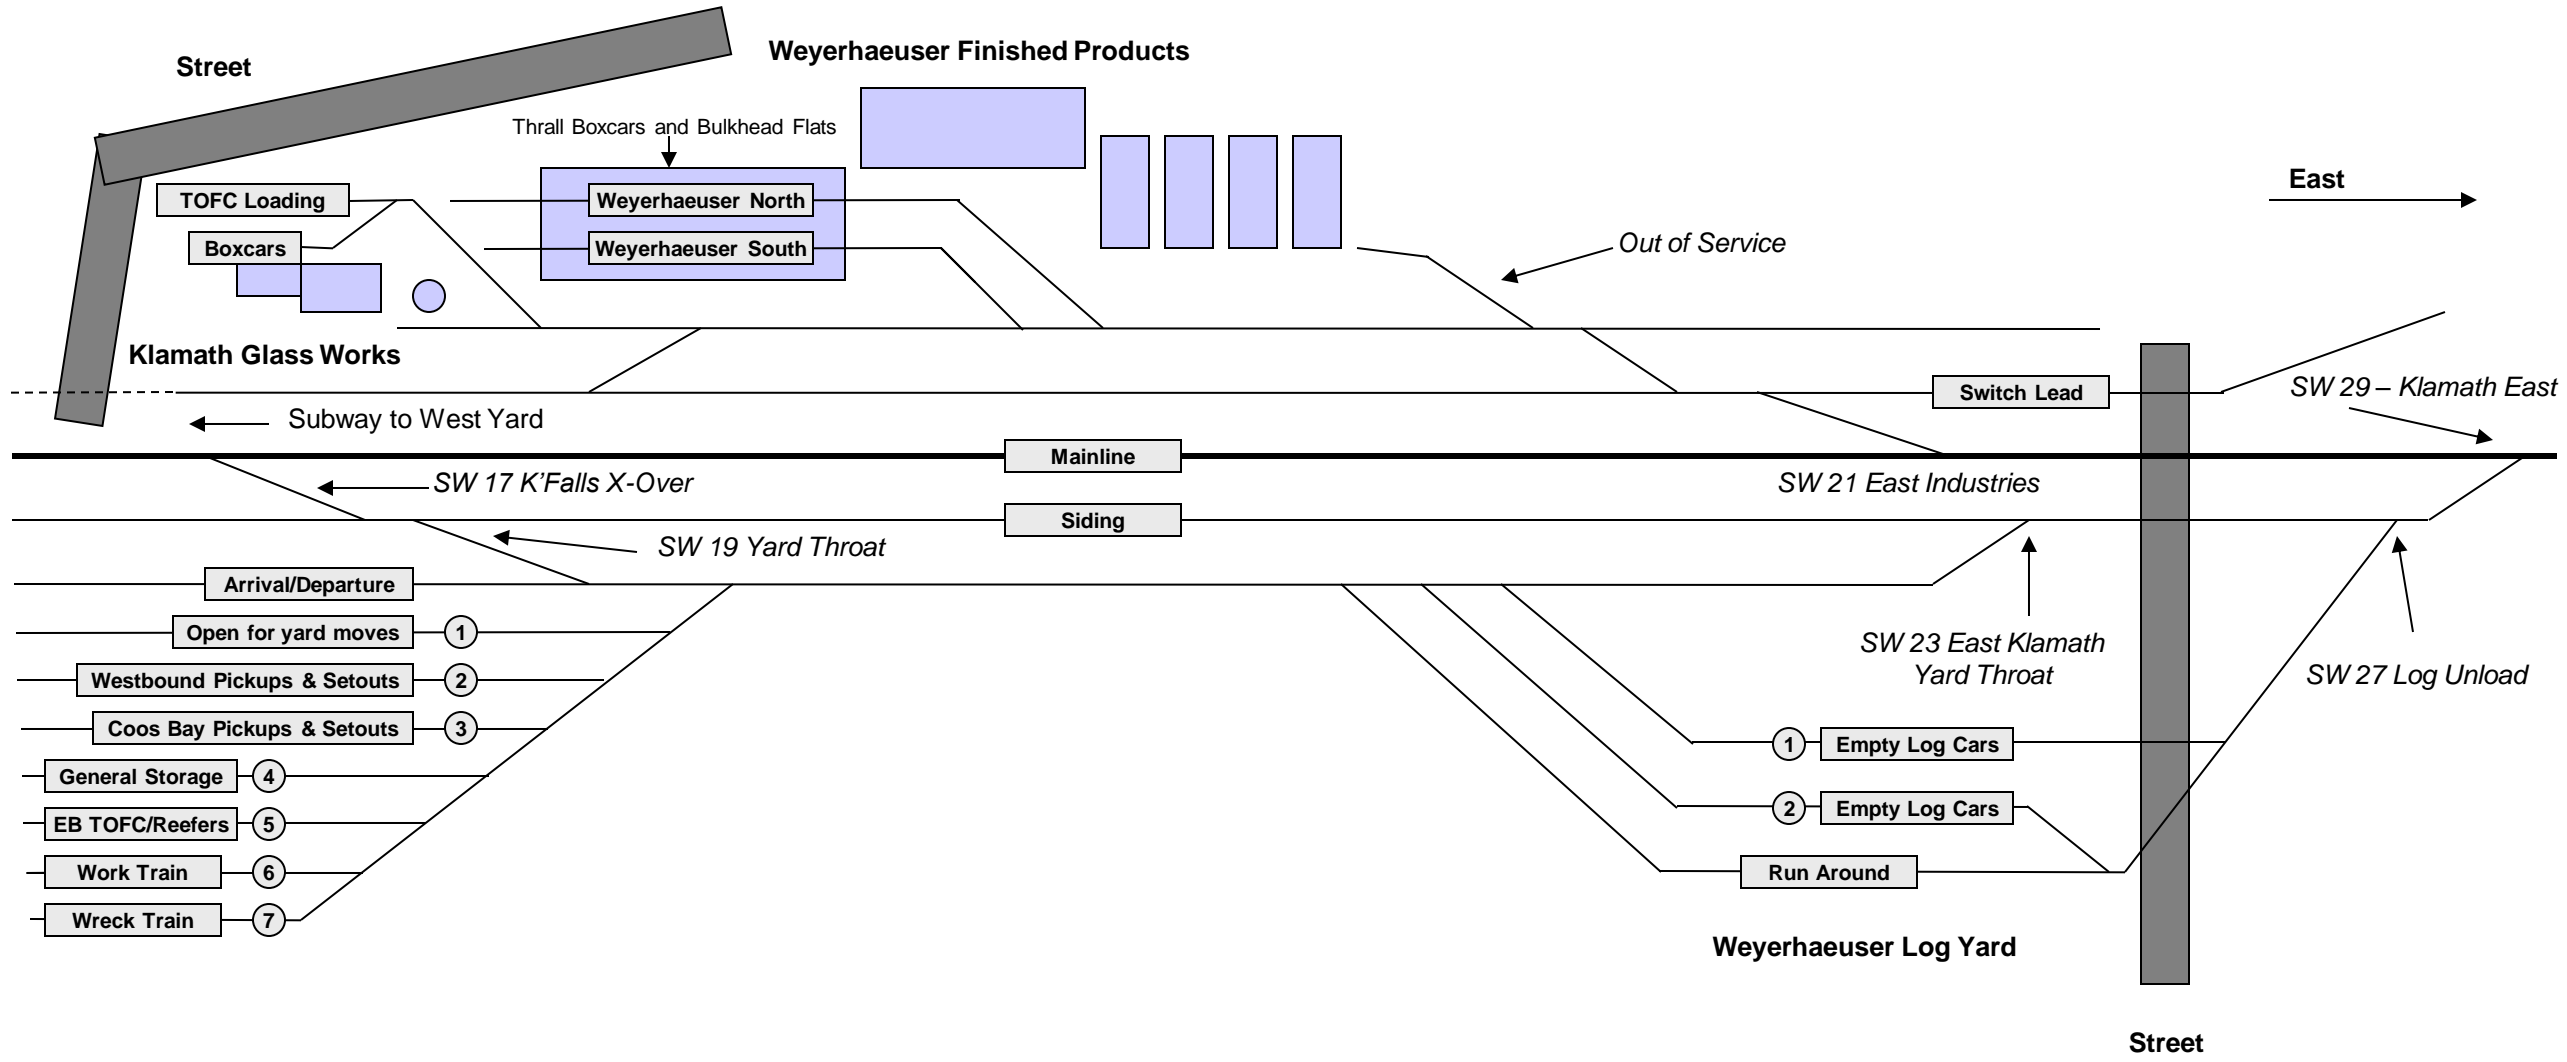 Weyerhaeuser Finished Products
Street
Thrall Boxcars and Bulkhead Flats
East
TOFC Loading
Weyerhaeuser North
Boxcars
Weyerhaeuser South
Out of Service
Klamath Glass Works
Switch Lead
SW 29 – Klamath East
Subway to West Yard
Mainline
SW 17 K'Falls X-Over
SW 21 East Industries
Siding
SW 19 Yard Throat
Arrival/Departure
Open for yard moves 1
SW 23 East Klamath
Yard Throat
Westbound Pickups & Setouts 2
SW 27 Log Unload
Coos Bay Pickups & Setouts 3
1 Empty Log Cars
General Storage 4
2 Empty Log Cars
EB TOFC/Reefers 5
Work Train 6
Run Around
Wreck Train 7
Weyerhaeuser Log Yard
Street